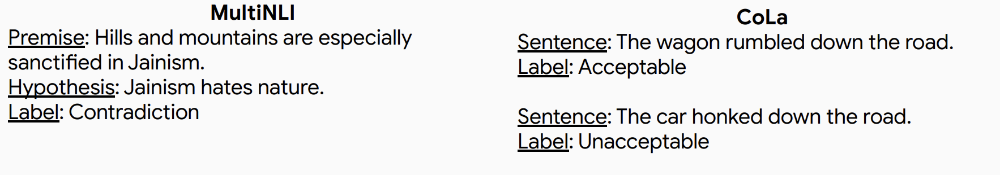 MultiNLI
Premise: Hills and mountains are especially
sanctified in Jainism.
Hypothesis: Jainism hates nature.
Label: Contradiction
CoLa
Sentence: The wagon rumbled down the road.
Label: Acceptable
Sentence: The car honked down the road.
Label: Unacceptable